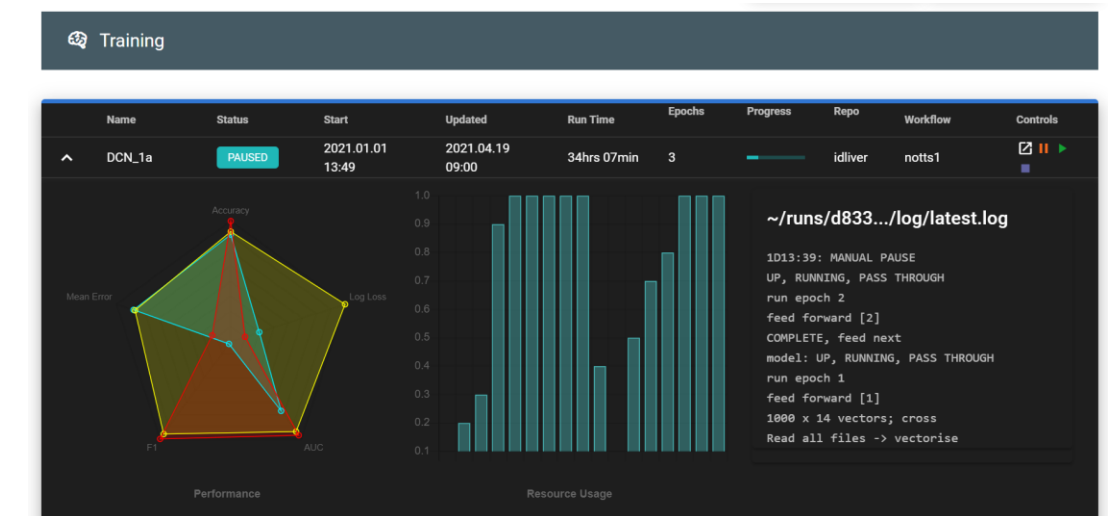 Training
Name Status Start Updated Run Time Epochs Progress Repo Workflow Controls
DCN_1a PAUSED 2021.01.01 13:49 2021.04.19 09:00 34hrs 07min 3 idliver notts1
Accuracy
Mean Error
Log Loss
F1
AUC
Performance
1.0
0.9
0.8
0.7
0.6
0.5
0.4
0.3
0.2
0.1
Resource Usage
~/runs/d833.../log/latest.log
1D13:39: MANUAL PAUSE
UP, RUNNING, PASS THROUGH
run epoch 2
feed forward [2]
COMPLETE, feed next
model: UP, RUNNING, PASS THROUGH
run epoch 1
feed forward [1]
1000 x 14 vectors; cross
Read all files -> vectorise